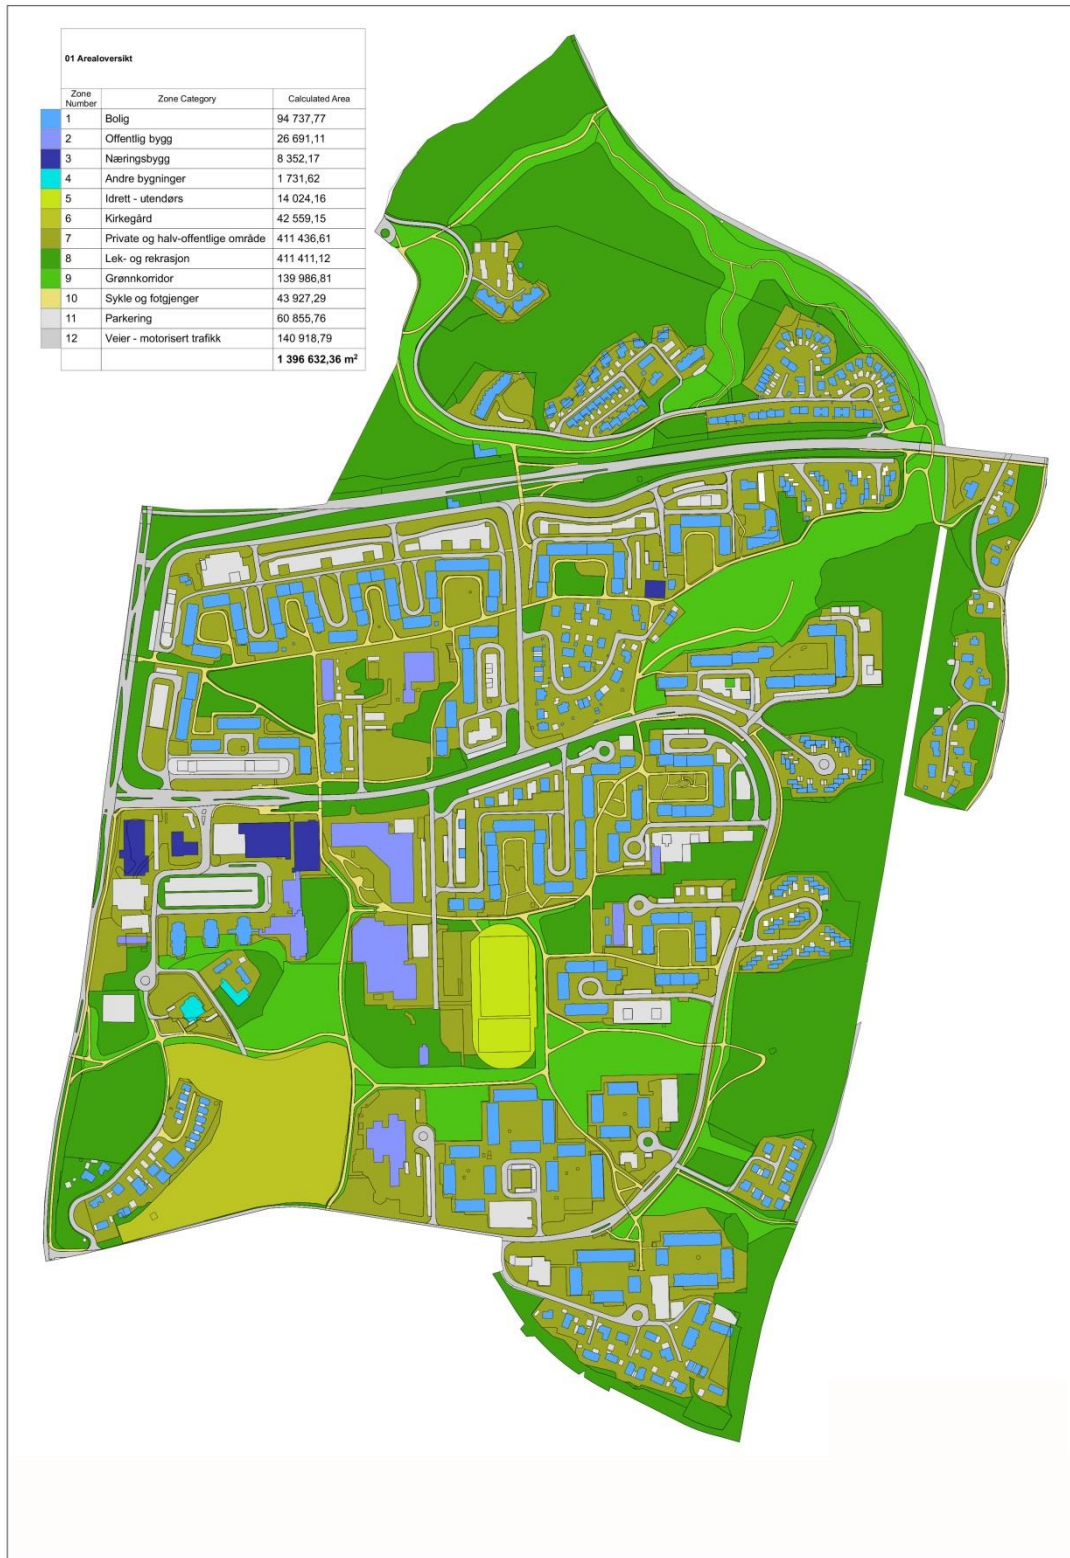 01 Arealoversikt
Zone Number Zone Category Calculated Area
1 Bolig 94 737,77
2 Offentlig bygg 26 691,11
3 Næringsbygg 8 352,17
4 Andre bygninger 1 731,62
5 Idrett - utendørs 14 024,16
6 Kirkegård 42 559,15
7 Private og halv-offentlige område 411 436,61
8 Lek- og rekrasjon 411 411,12
9 Grønnkorridor 139 986,81
10 Sykle og fotgjenger 43 927,29
11 Parkering 60 855,76
12 Veier - motorisert trafikk 140 918,79
1 396 632,36 m²